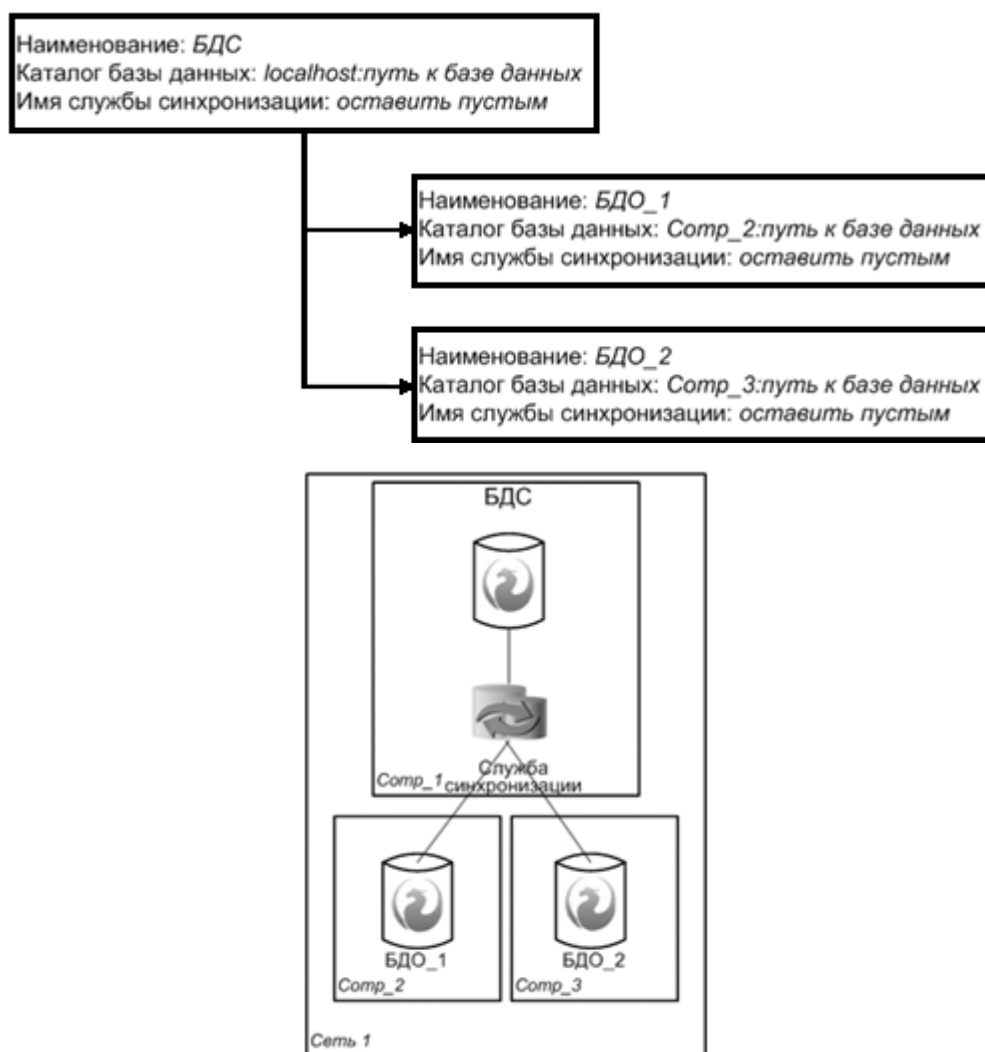 Наименование: БДС
Каталог базы данных: localhost:путь к базе данных
Имя службы синхронизации: оставить пустым
Наименование: БДО_1
Каталог базы данных: Comp_2:путь к базе данных
Имя службы синхронизации: оставить пустым
Наименование: БДО_2
Каталог базы данных: Comp_3:путь к базе данных
Имя службы синхронизации: оставить пустым
БДС
Служба
синхронизации
Comp_1
БДО_1
Comp_2
БДО_2
Comp_3
Сеть 1